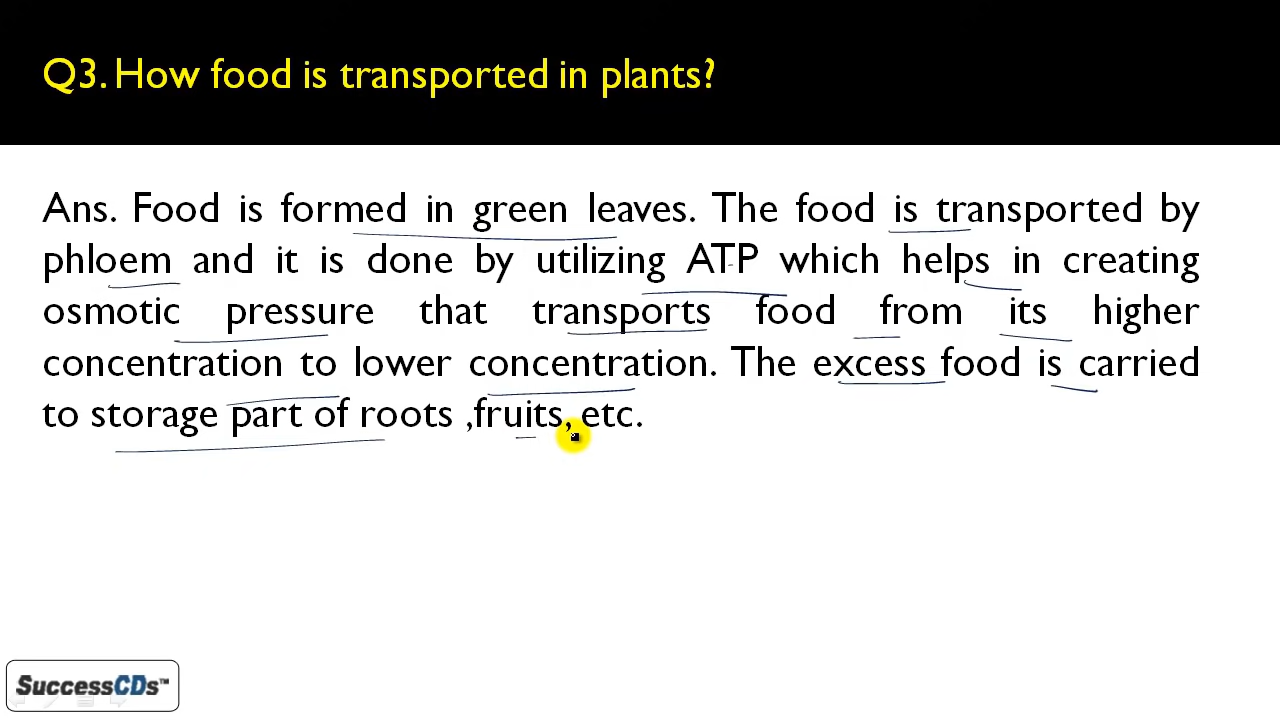 Q3. How food is transported in plants?
Ans. Food is formed in green leaves. The food is transported by
phloem and it is done by utilizing ATP which helps in creating
osmotic pressure that transports food from its higher
concentration to lower concentration. The excess food is carried
to storage part of roots ,fruits, etc.
SuccessCDs™